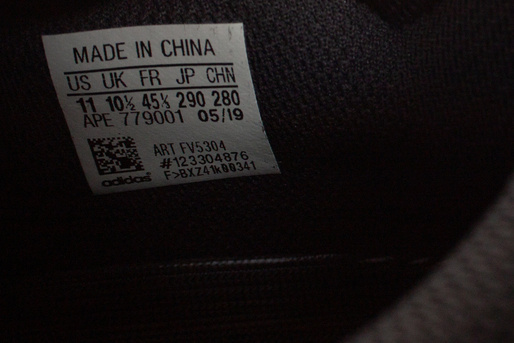 MADE IN CHINA
US UK FR JP CHN
11 10½ 45⅓ 290 280
APE 779001 05/19
ART FV5304
#123304876
F>BXZ41k00341
adidas